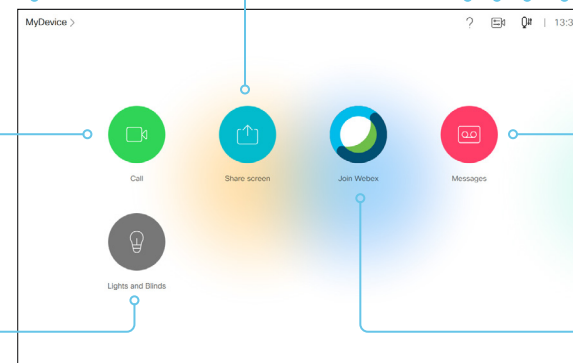 MyDevice >
? | 13:3
Call
Share screen
Join Webex
Messages
Lights and Blinds